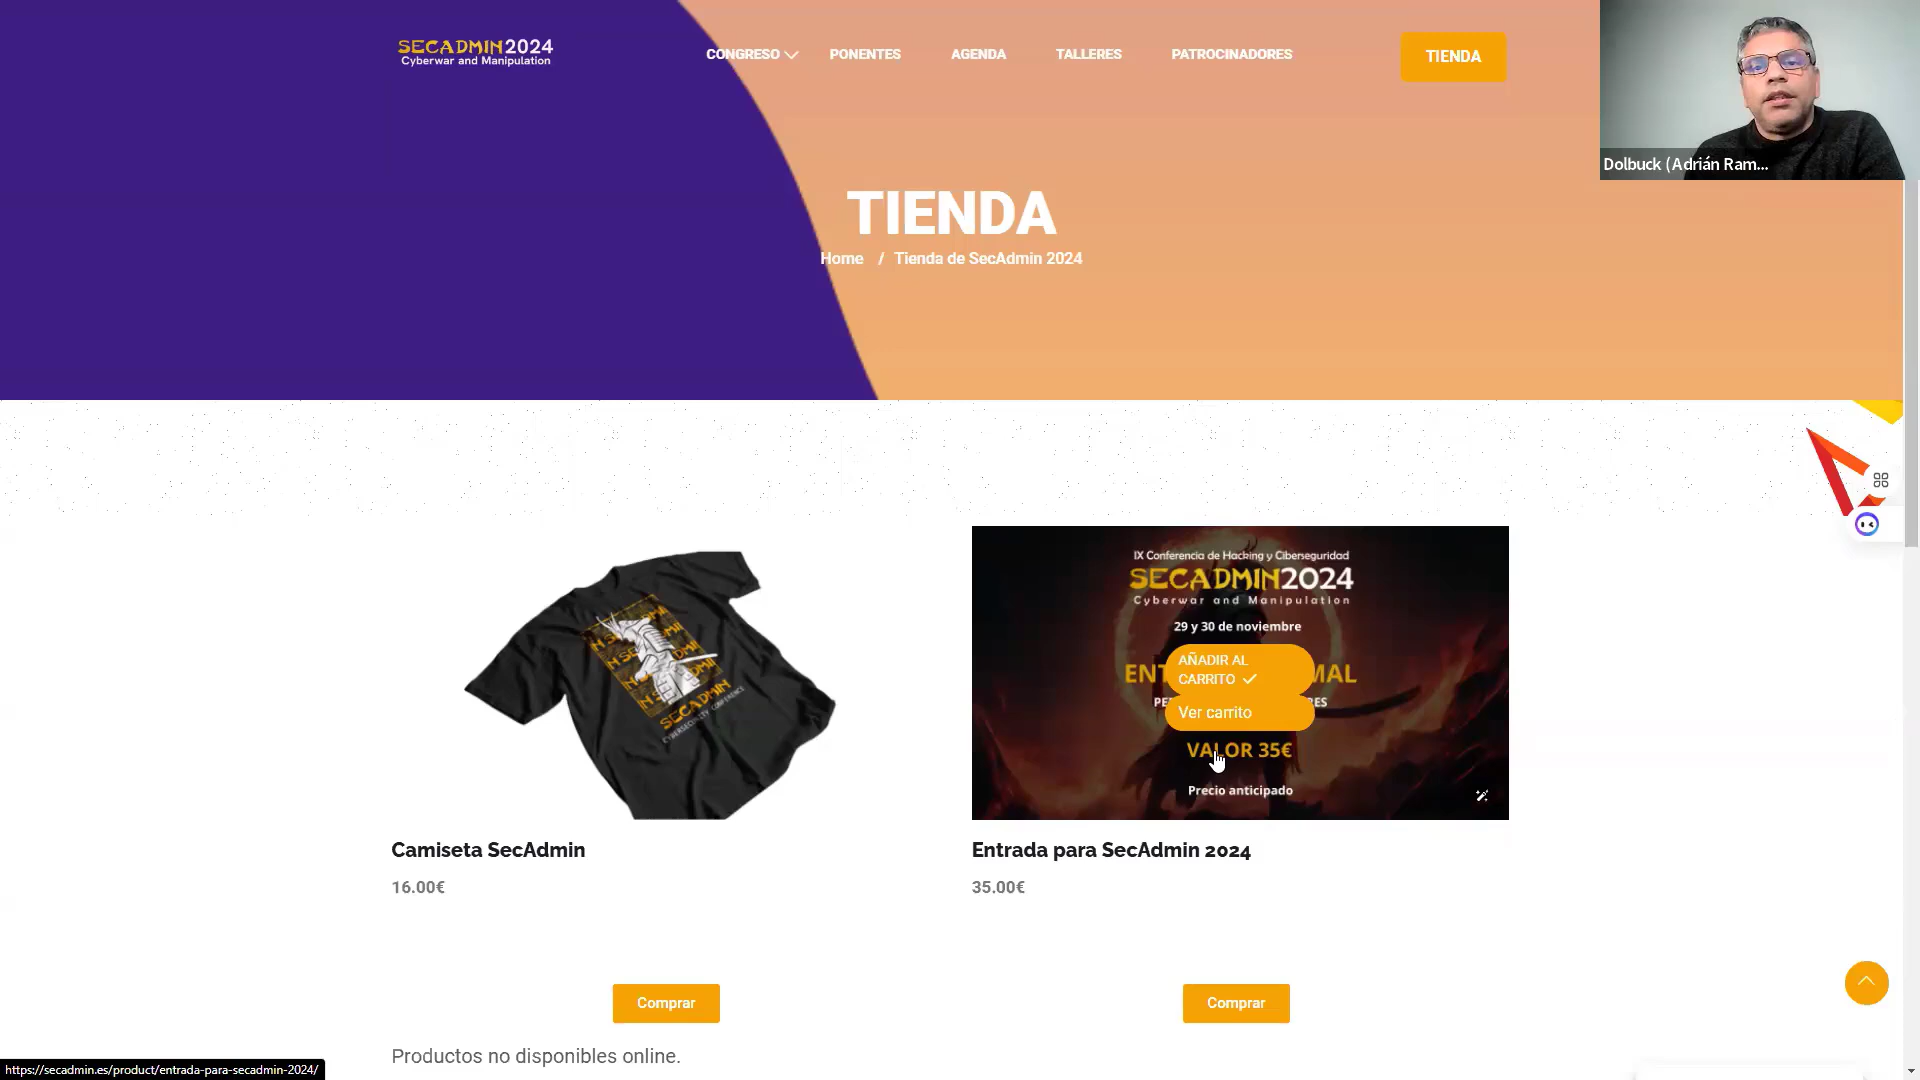 SECADMIN2024
Cyberwar and Manipulation
CONGRESO
PONENTES
AGENDA
TALLERES
PATROCINADORES
TIENDA
Dolbuck (Adrián Ram...
TIENDA
Home / Tienda de SecAdmin 2024
IX Conferencia de Hacking y Ciberseguridad
SECADMIN2024
Cyberwar and Manipulation
29 y 30 de noviembre
AÑADIR AL
CARRITO
Ver carrito
VALOR 35€
Precio anticipado
SECADMIN
CYBERSECURITY CONFERENCE
Camiseta SecAdmin
16.00€
Entrada para SecAdmin 2024
35.00€
Comprar
Comprar
Productos no disponibles online.
https://secadmin.es/product/entrada-para-secadmin-2024/